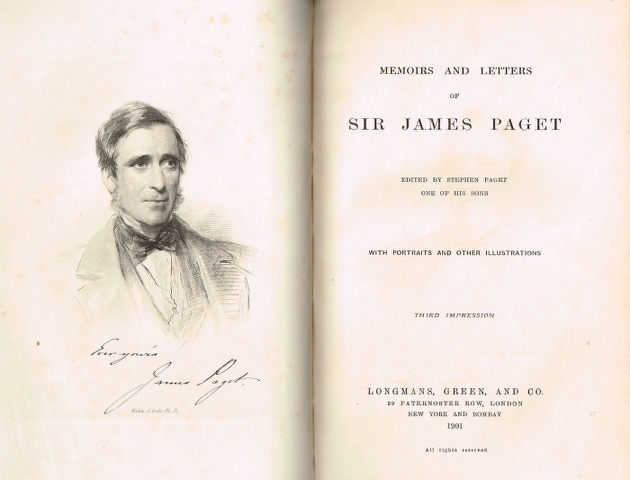 Ever yours
James Paget.
MEMOIRS AND LETTERS
OF
SIR JAMES PAGET
EDITED BY STEPHEN PAGET
ONE OF HIS SONS
WITH PORTRAITS AND OTHER ILLUSTRATIONS
THIRD IMPRESSION
LONGMANS, GREEN, AND CO.
39 PATERNOSTER ROW, LONDON
NEW YORK AND BOMBAY
1901
All rights reserved